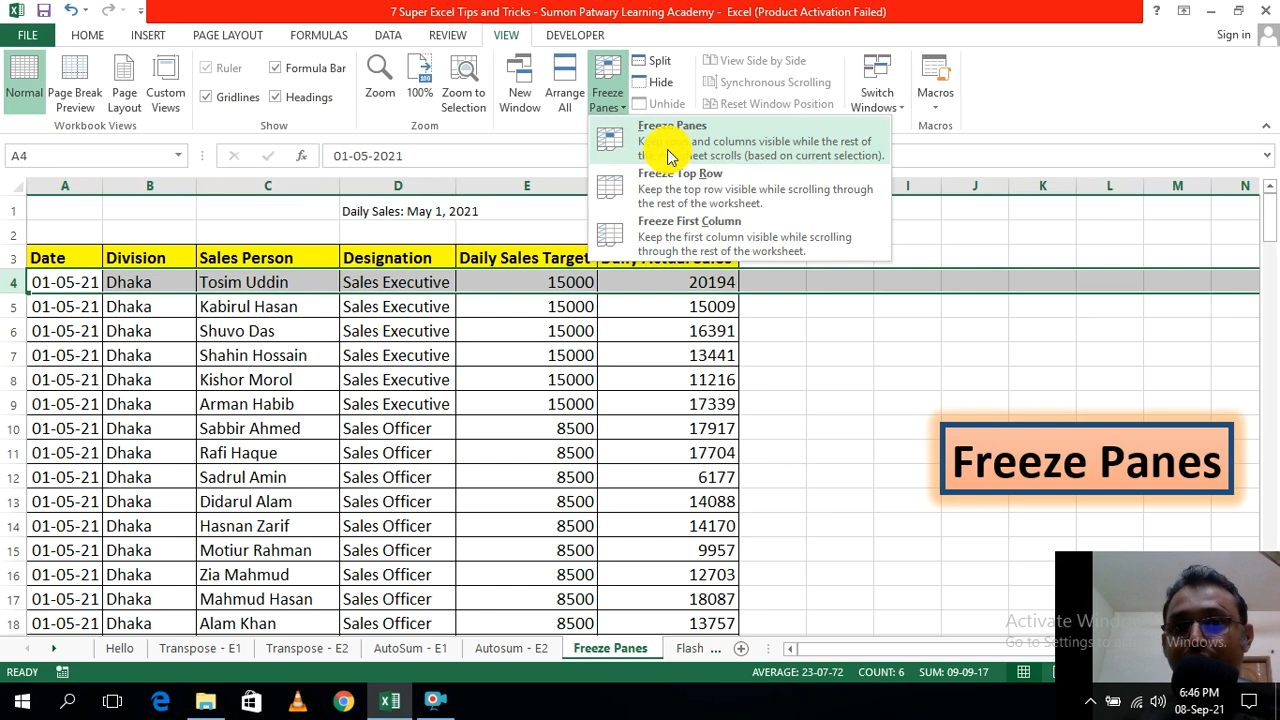 7 Super Excel Tips and Tricks - Sumon Patwary Learning Academy - Excel (Product Activation Failed)
FILE HOME INSERT PAGE LAYOUT FORMULAS DATA REVIEW VIEW DEVELOPER Sign in
Normal Page Break Preview Page Layout Custom Views
Workbook Views
Ruler Formula Bar
Gridlines Headings
Show
Zoom 100% Zoom to Selection
Zoom
New Window Arrange All Freeze Panes
Split
Hide
Unhide
View Side by Side
Synchronous Scrolling
Reset Window Position
Switch Windows
Macros
Macros
Freeze Panes
Keep rows and columns visible while the rest of
the worksheet scrolls (based on current selection).
Freeze Top Row
Keep the top row visible while scrolling through
the rest of the worksheet.
Freeze First Column
Keep the first column visible while scrolling
through the rest of the worksheet.
A4 fx 01-05-2021
A B C D E I J K L M N
1 Daily Sales: May 1, 2021
2
3 Date Division Sales Person Designation Daily Sales Target Daily Actual Sales
4 01-05-21 Dhaka Tosim Uddin Sales Executive 15000 20194
5 01-05-21 Dhaka Kabirul Hasan Sales Executive 15000 15009
6 01-05-21 Dhaka Shuvo Das Sales Executive 15000 16391
7 01-05-21 Dhaka Shahin Hossain Sales Executive 15000 13441
8 01-05-21 Dhaka Kishor Morol Sales Executive 15000 11216
9 01-05-21 Dhaka Arman Habib Sales Executive 15000 17339
10 01-05-21 Dhaka Sabbir Ahmed Sales Officer 8500 17917
11 01-05-21 Dhaka Rafi Haque Sales Officer 8500 17704
12 01-05-21 Dhaka Sadrul Amin Sales Officer 8500 6177
13 01-05-21 Dhaka Didarul Alam Sales Officer 8500 14088
14 01-05-21 Dhaka Hasnan Zarif Sales Officer 8500 14170
15 01-05-21 Dhaka Motiur Rahman Sales Officer 8500 9957
16 01-05-21 Dhaka Zia Mahmud Sales Officer 8500 12703
17 01-05-21 Dhaka Mahmud Hasan Sales Officer 8500 18087
18 01-05-21 Dhaka Alam Khan Sales Officer 8500 13757
Freeze Panes
Activate Windows
Go to Settings to Windows.
Hello Transpose - E1 Transpose - E2 AutoSum - E1 Autosum - E2 Freeze Panes Flash ...
READY AVERAGE: 23-07-72 COUNT: 6 SUM: 09-09-17
6:46 PM
08-Sep-21